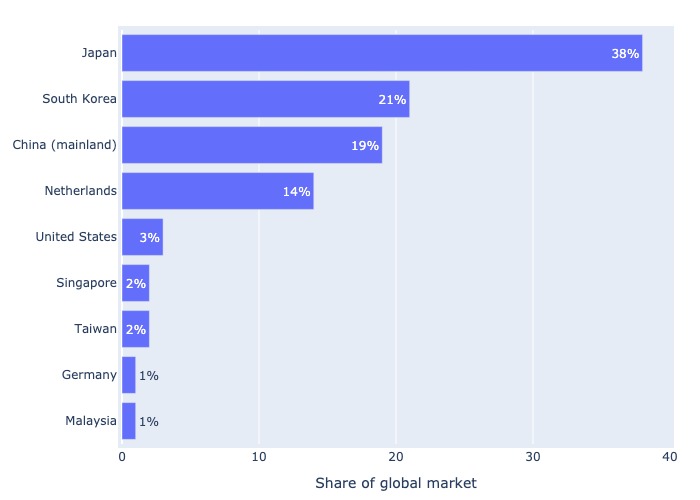 Japan 38%
South Korea 21%
China (mainland) 19%
Netherlands 14%
United States 3%
Singapore 2%
Taiwan 2%
Germany 1%
Malaysia 1%
0 10 20 30 40
Share of global market